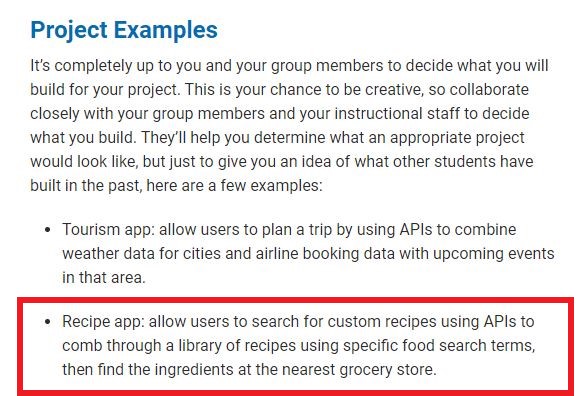 Project Examples
It’s completely up to you and your group members to decide what you will
build for your project. This is your chance to be creative, so collaborate
closely with your group members and your instructional staff to decide
what you build. They’ll help you determine what an appropriate project
would look like, but just to give you an idea of what other students have
built in the past, here are a few examples:
• Tourism app: allow users to plan a trip by using APIs to combine
weather data for cities and airline booking data with upcoming events
in that area.
• Recipe app: allow users to search for custom recipes using APIs to
comb through a library of recipes using specific food search terms,
then find the ingredients at the nearest grocery store.